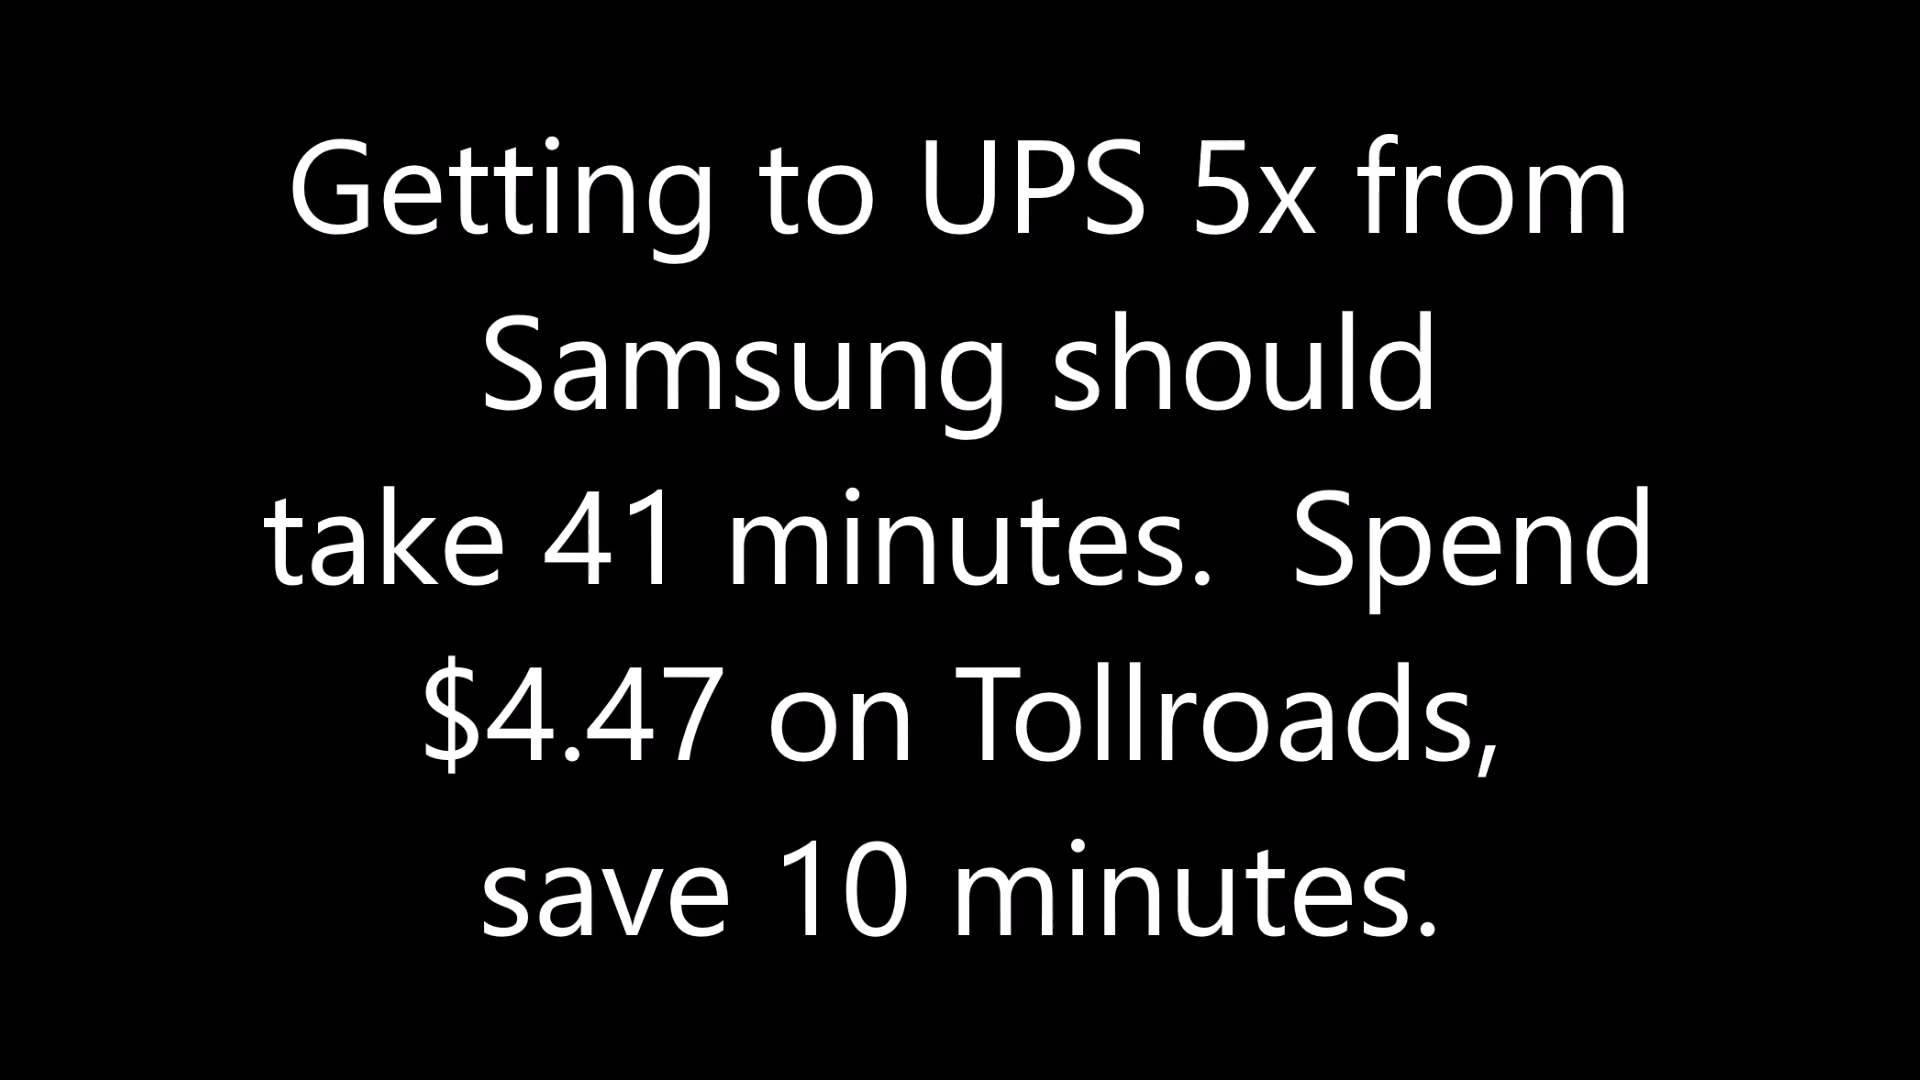 Getting to UPS 5x from
Samsung should
take 41 minutes.  Spend
$4.47 on Tollroads,
save 10 minutes.